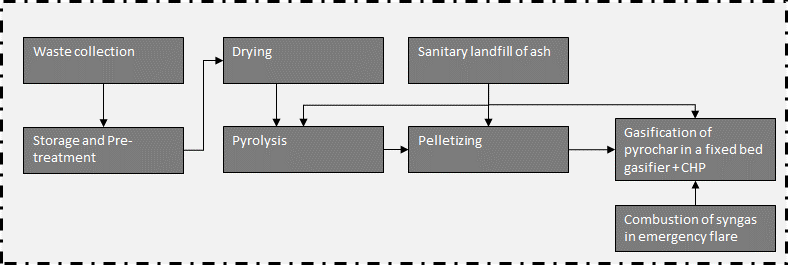 Waste collection
Drying
Sanitary landfill of ash
Storage and Pre-
treatment
Pyrolysis
Pelletizing
Gasification of
pyrochar in a fixed bed
gasifier + CHP
Combustion of syngas
in emergency flare